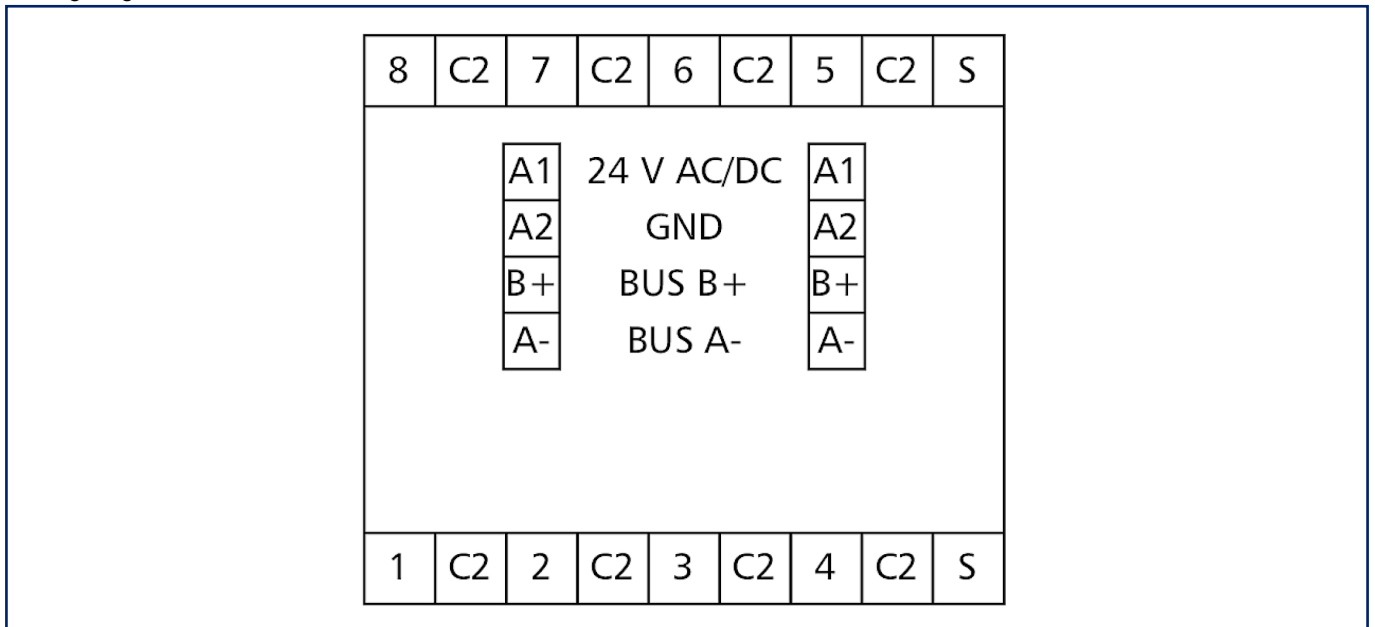 8 C2 7 C2 6 C2 5 C2 S
A1 24 V AC/DC A1
A2 GND A2
B+ BUS B+ B+
A- BUS A- A-
1 C2 2 C2 3 C2 4 C2 S